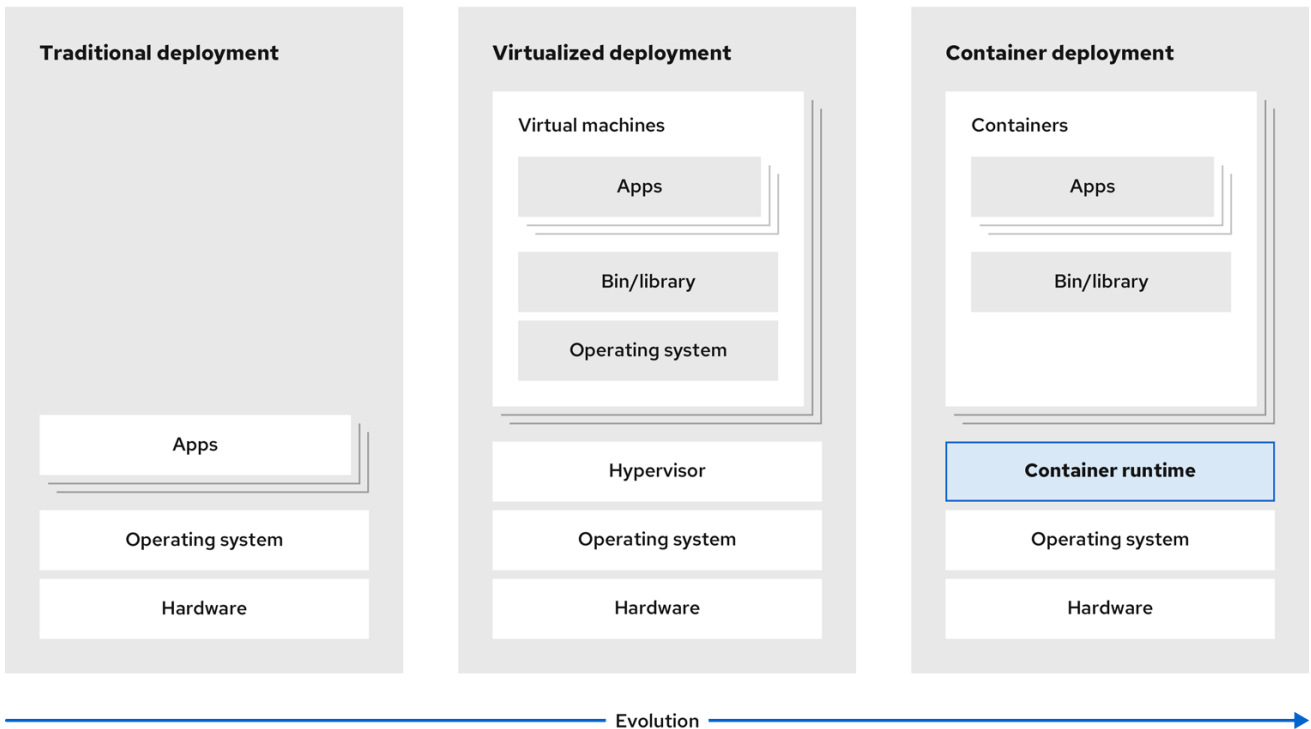 Traditional deployment
Apps
Operating system
Hardware
Virtualized deployment
Virtual machines
Apps
Bin/library
Operating system
Hypervisor
Operating system
Hardware
Container deployment
Containers
Apps
Bin/library
Container runtime
Operating system
Hardware
Evolution